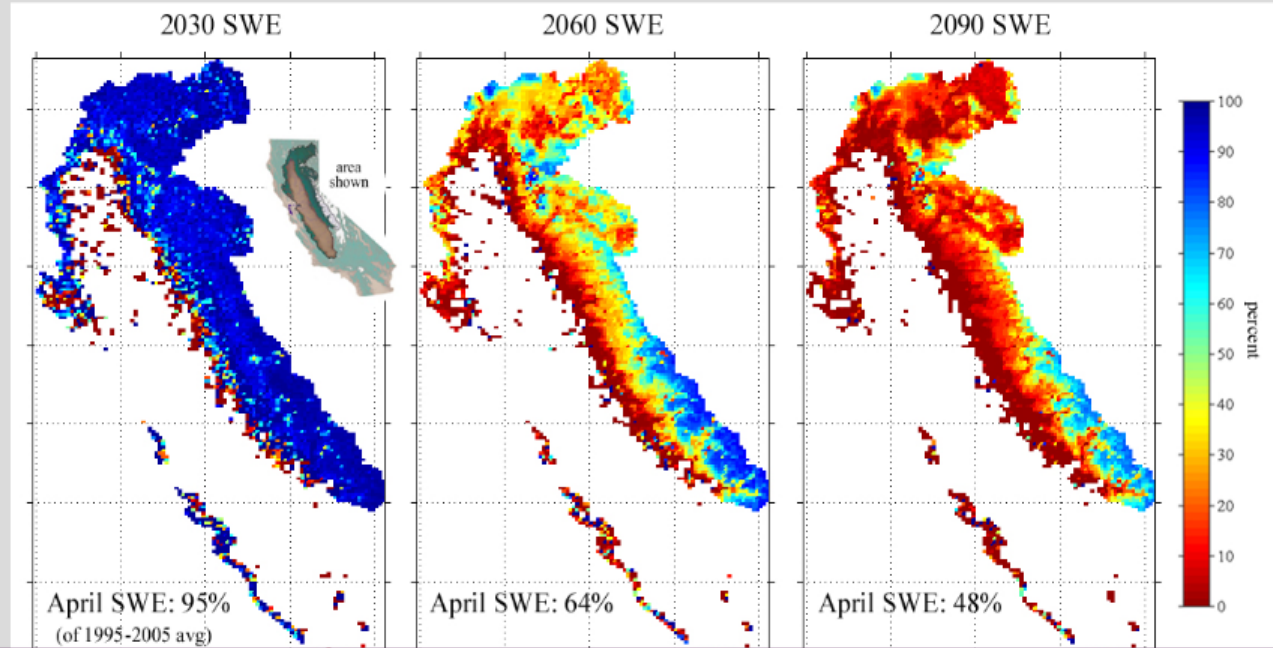 2030 SWE
2060 SWE
2090 SWE
area
shown
100
90
80
70
60
50
40
30
20
10
0
percent
April SWE: 95%
(of 1995-2005 avg)
April SWE: 64%
April SWE: 48%